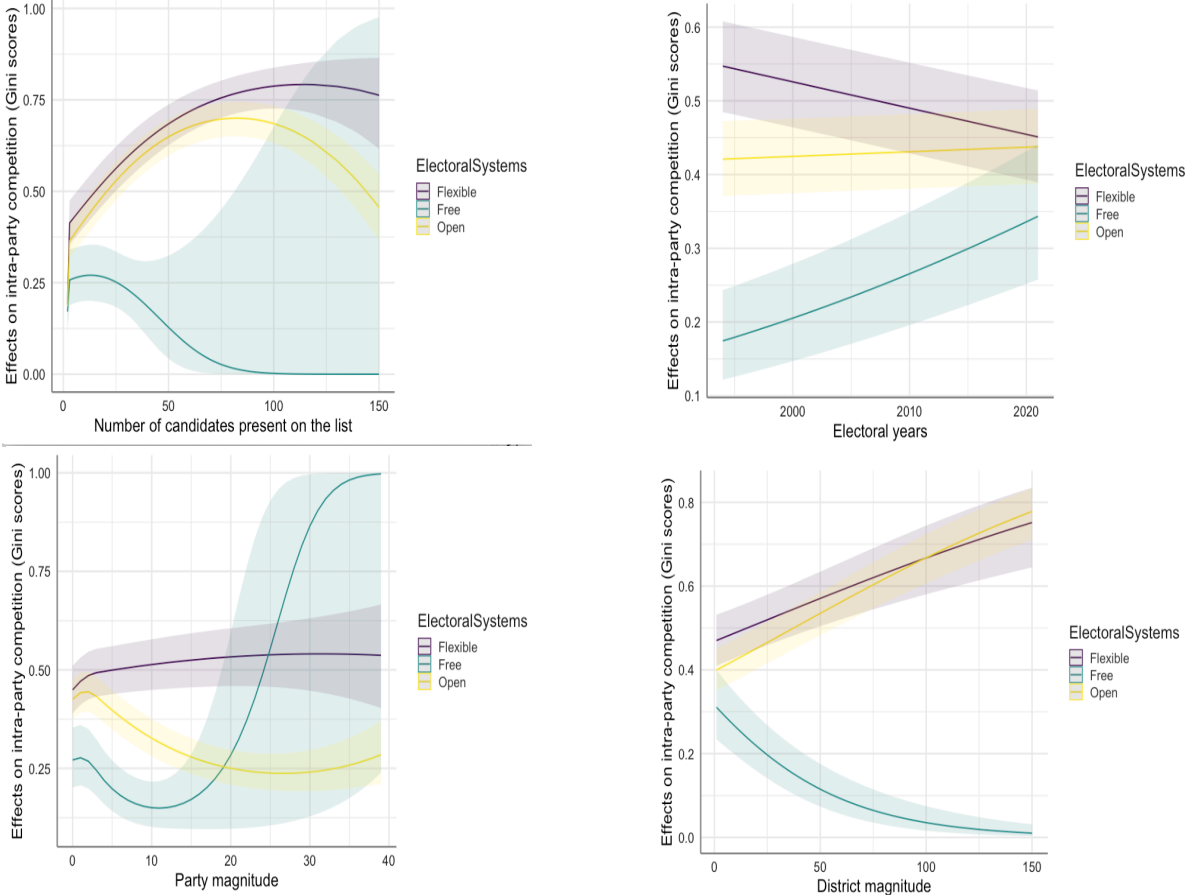 Effects on intra-party competition (Gini scores)
1.00
0.75
0.50
0.25
0.00
0
50
100
150
Number of candidates present on the list
ElectoralSystems
Flexible
Free
Open
Effects on intra-party competition (Gini scores)
0.6
0.5
0.4
0.3
0.2
0.1
2000
2010
2020
Electoral years
ElectoralSystems
Flexible
Free
Open
Effects on intra-party competition (Gini scores)
1.00
0.75
0.50
0.25
0
10
20
30
40
Party magnitude
ElectoralSystems
Flexible
Free
Open
Effects on intra-party competition (Gini scores)
0.8
0.6
0.4
0.2
0.0
0
50
100
150
District magnitude
ElectoralSystems
Flexible
Free
Open